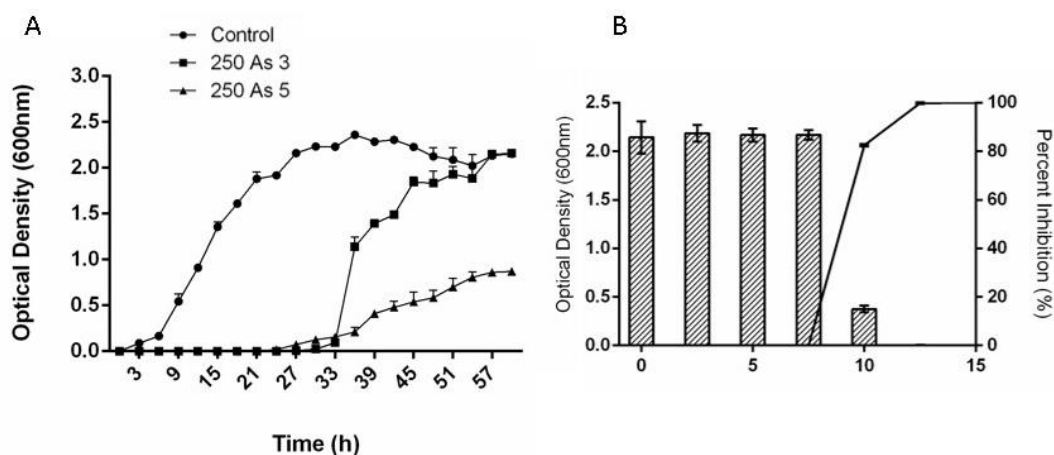 A
Control
250 As 3
250 As 5
Optical Density (600nm)
3.0
2.5
2.0
1.5
1.0
0.5
0.0
3 9 15 21 27 33 39 45 51 57
Time (h)
B
Optical Density (600nm)
2.5
2.0
1.5
1.0
0.5
0.0
0 5 10 15
100
80
60
40
20
0
Percent Inhibition (%)